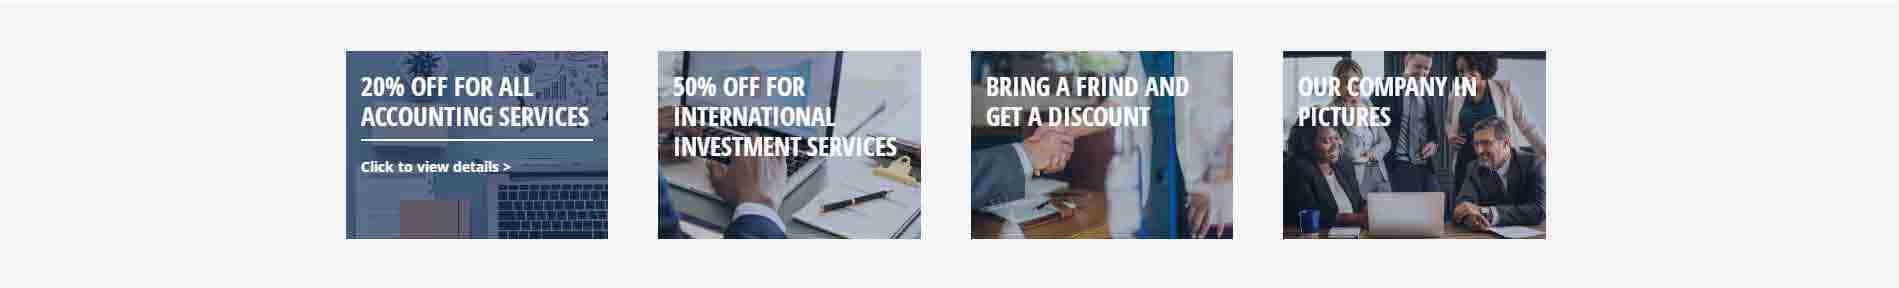 20% OFF FOR ALL
ACCOUNTING SERVICES
Click to view details >
50% OFF FOR
INTERNATIONAL
INVESTMENT SERVICES
BRING A FRIND AND
GET A DISCOUNT
OUR COMPANY IN
PICTURES